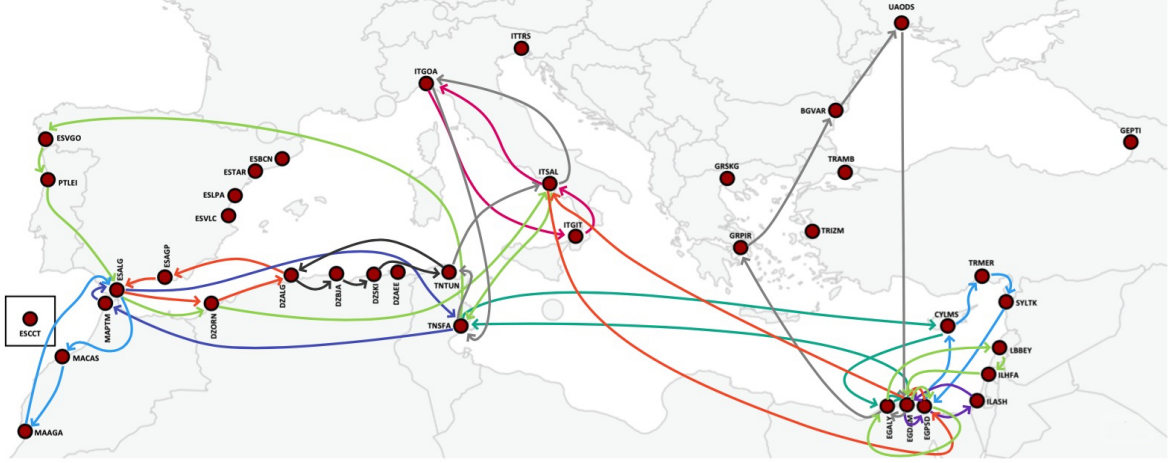 UAODS
ITTRS
ITGOA
BGVAR
ESVGO
GEPTI
ESBCN
ESTAR
TRAMB
GRSKG
PTLEI
ITSAL
ESLPA
ESVLC
ITGIT
GRPIR
TRIZM
ESALG
ESAGP
TRMER
TNTUN
DZALG
DZBJA
DZSKI
DZAEE
SYLTK
MAPTM
DZORN
ESCCT
TNSFA
CYLMS
LBBEY
MACAS
ILHFA
ILASH
MAAGA
EGALY
EGPSD